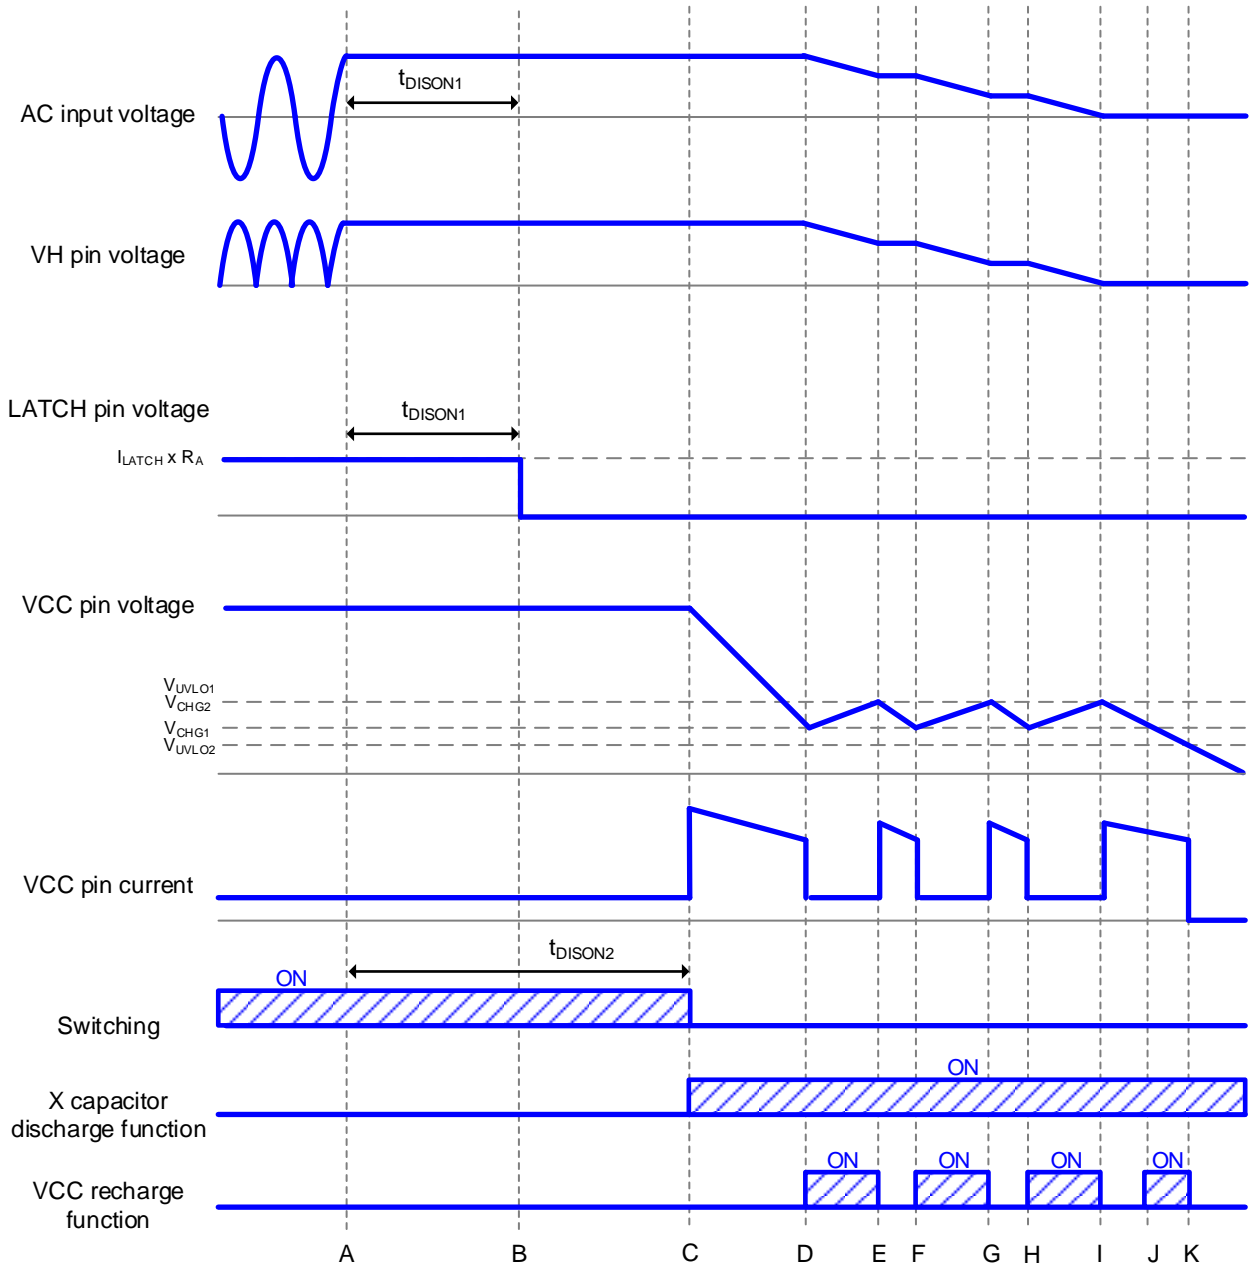 AC input voltage
tDISON1
VH pin voltage
LATCH pin voltage
tDISON1
ILATCH x RA
VCC pin voltage
VUVLO1
VCHG2
VCHG1
VUVLO2
VCC pin current
tDISON2
ON
Switching
ON
X capacitor
discharge function
ON
ON
ON
ON
VCC recharge
function
A B C D E F G H I J K